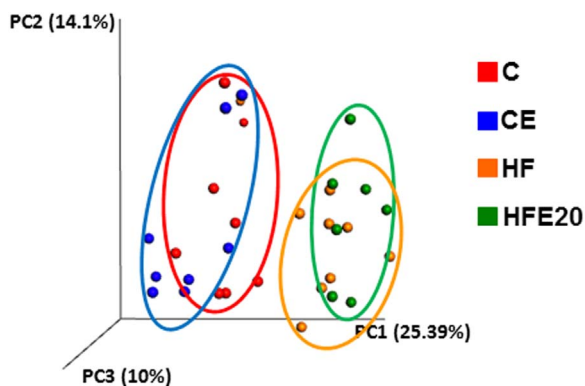 PC2 (14.1%)
C
CE
HF
HFE20
PC1 (25.39%)
PC3 (10%)